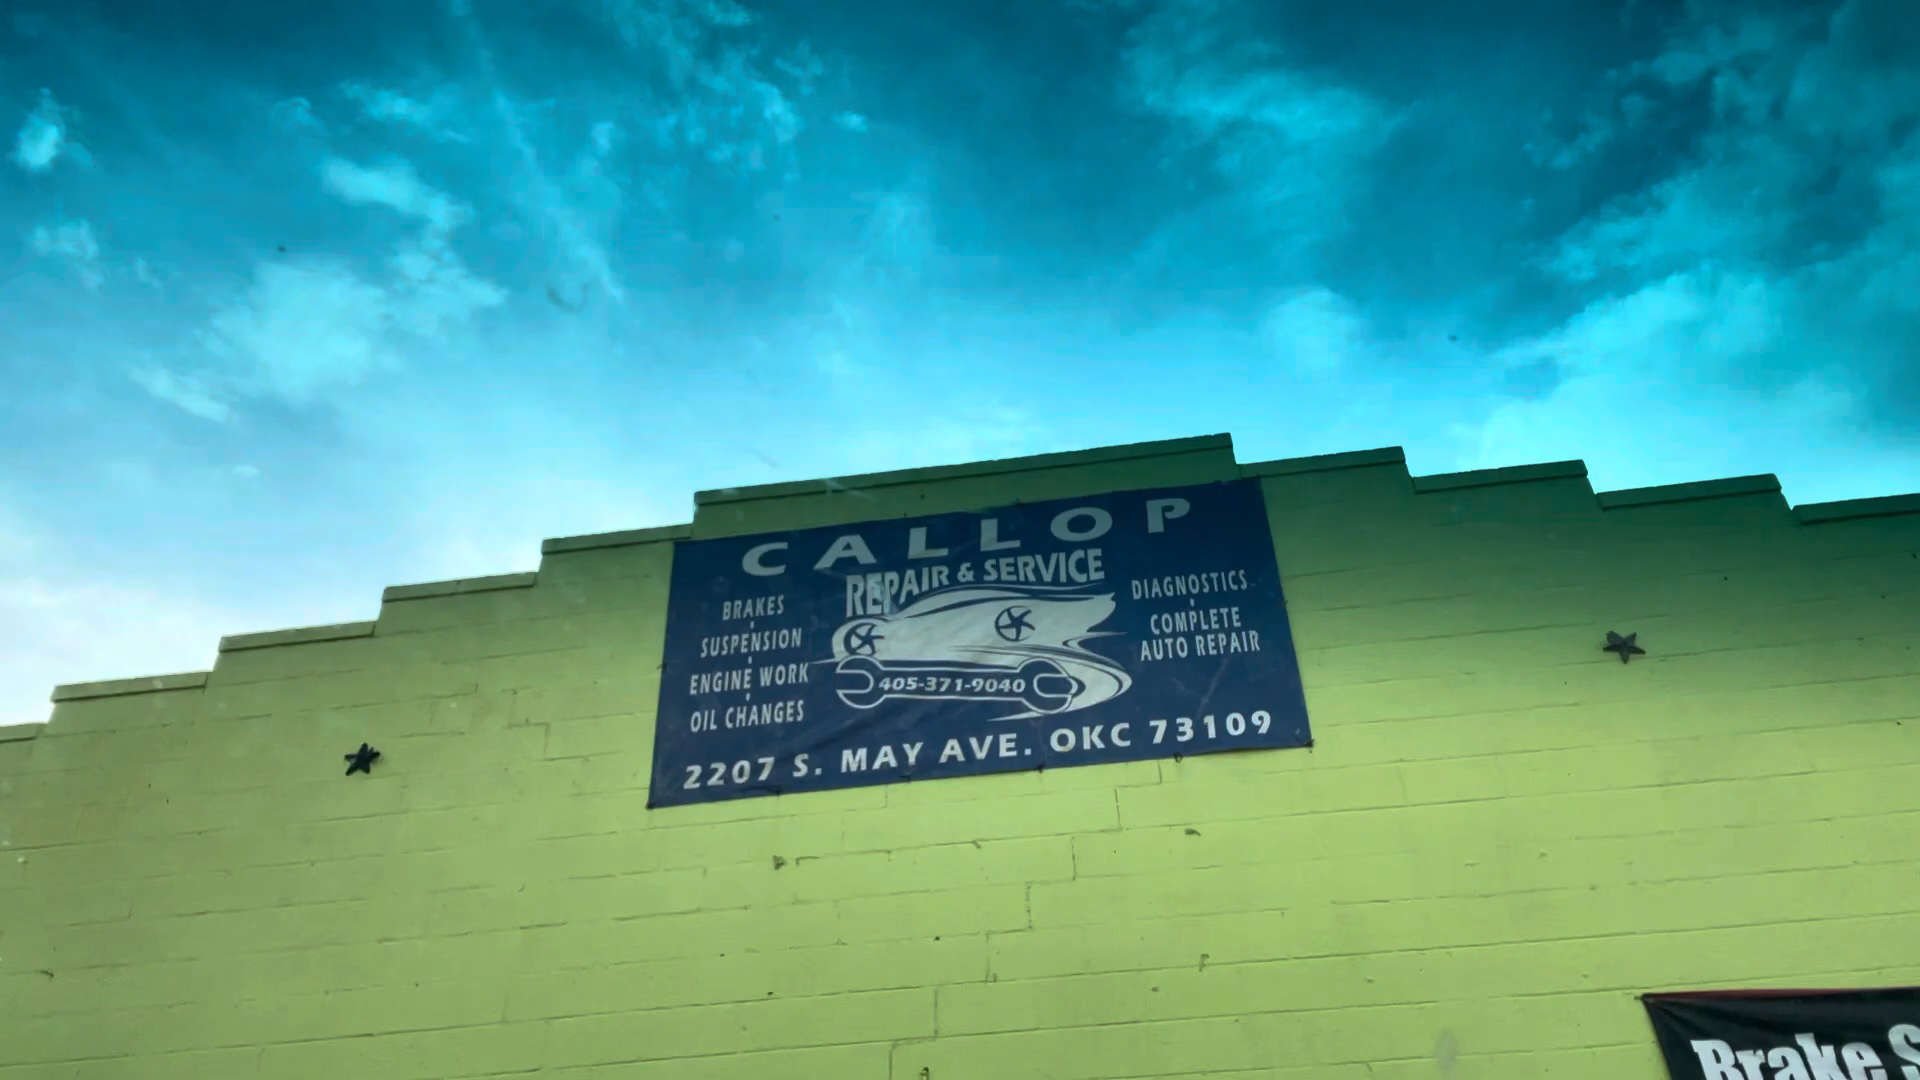 CALLOP
REPAIR & SERVICE
BRAKES
SUSPENSION
ENGINE WORK
OIL CHANGES
DIAGNOSTICS
COMPLETE
AUTO REPAIR
405-371-9040
2207 S. MAY AVE. OKC 73109
Brake